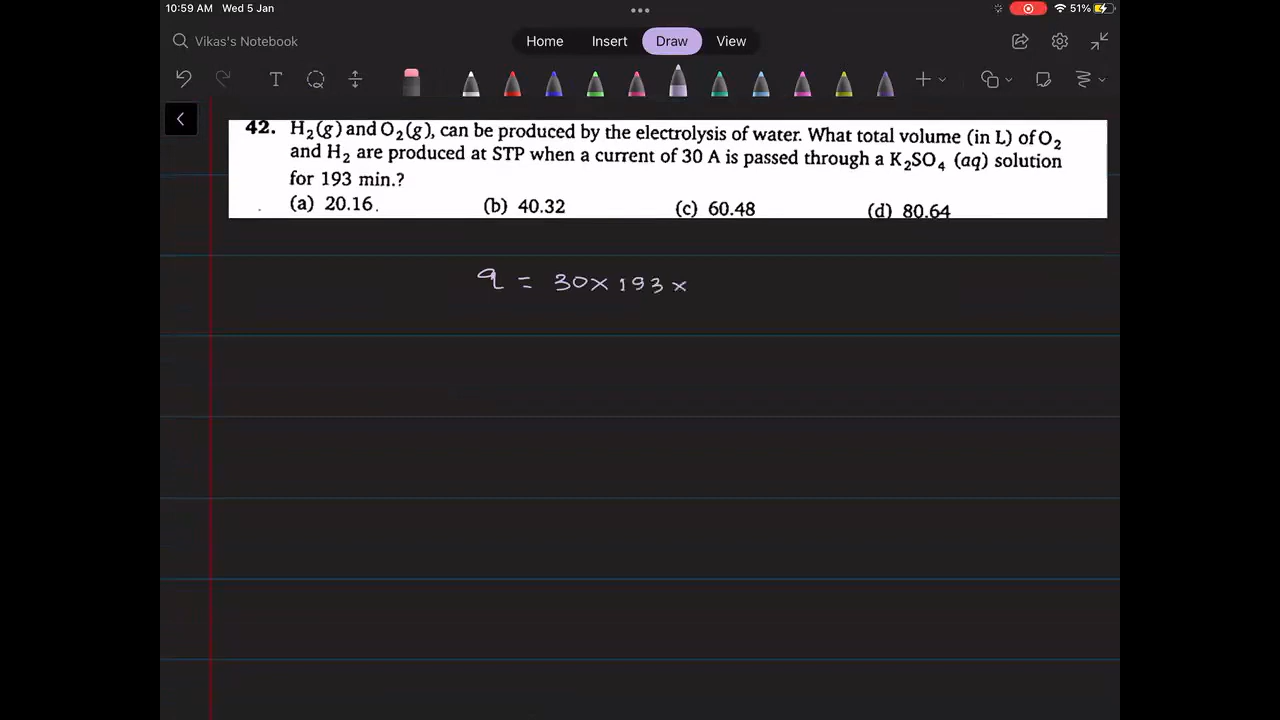 10:59 AM Wed 5 Jan
51%
Vikas's Notebook
Home Insert Draw View
T
42. H₂(g) and O₂(g), can be produced by the electrolysis of water. What total volume (in L) of O₂
and H₂ are produced at STP when a current of 30 A is passed through a K₂SO₄ (aq) solution
for 193 min.?
(a) 20.16 (b) 40.32 (c) 60.48 (d) 80.64
q = 30 × 193 ×